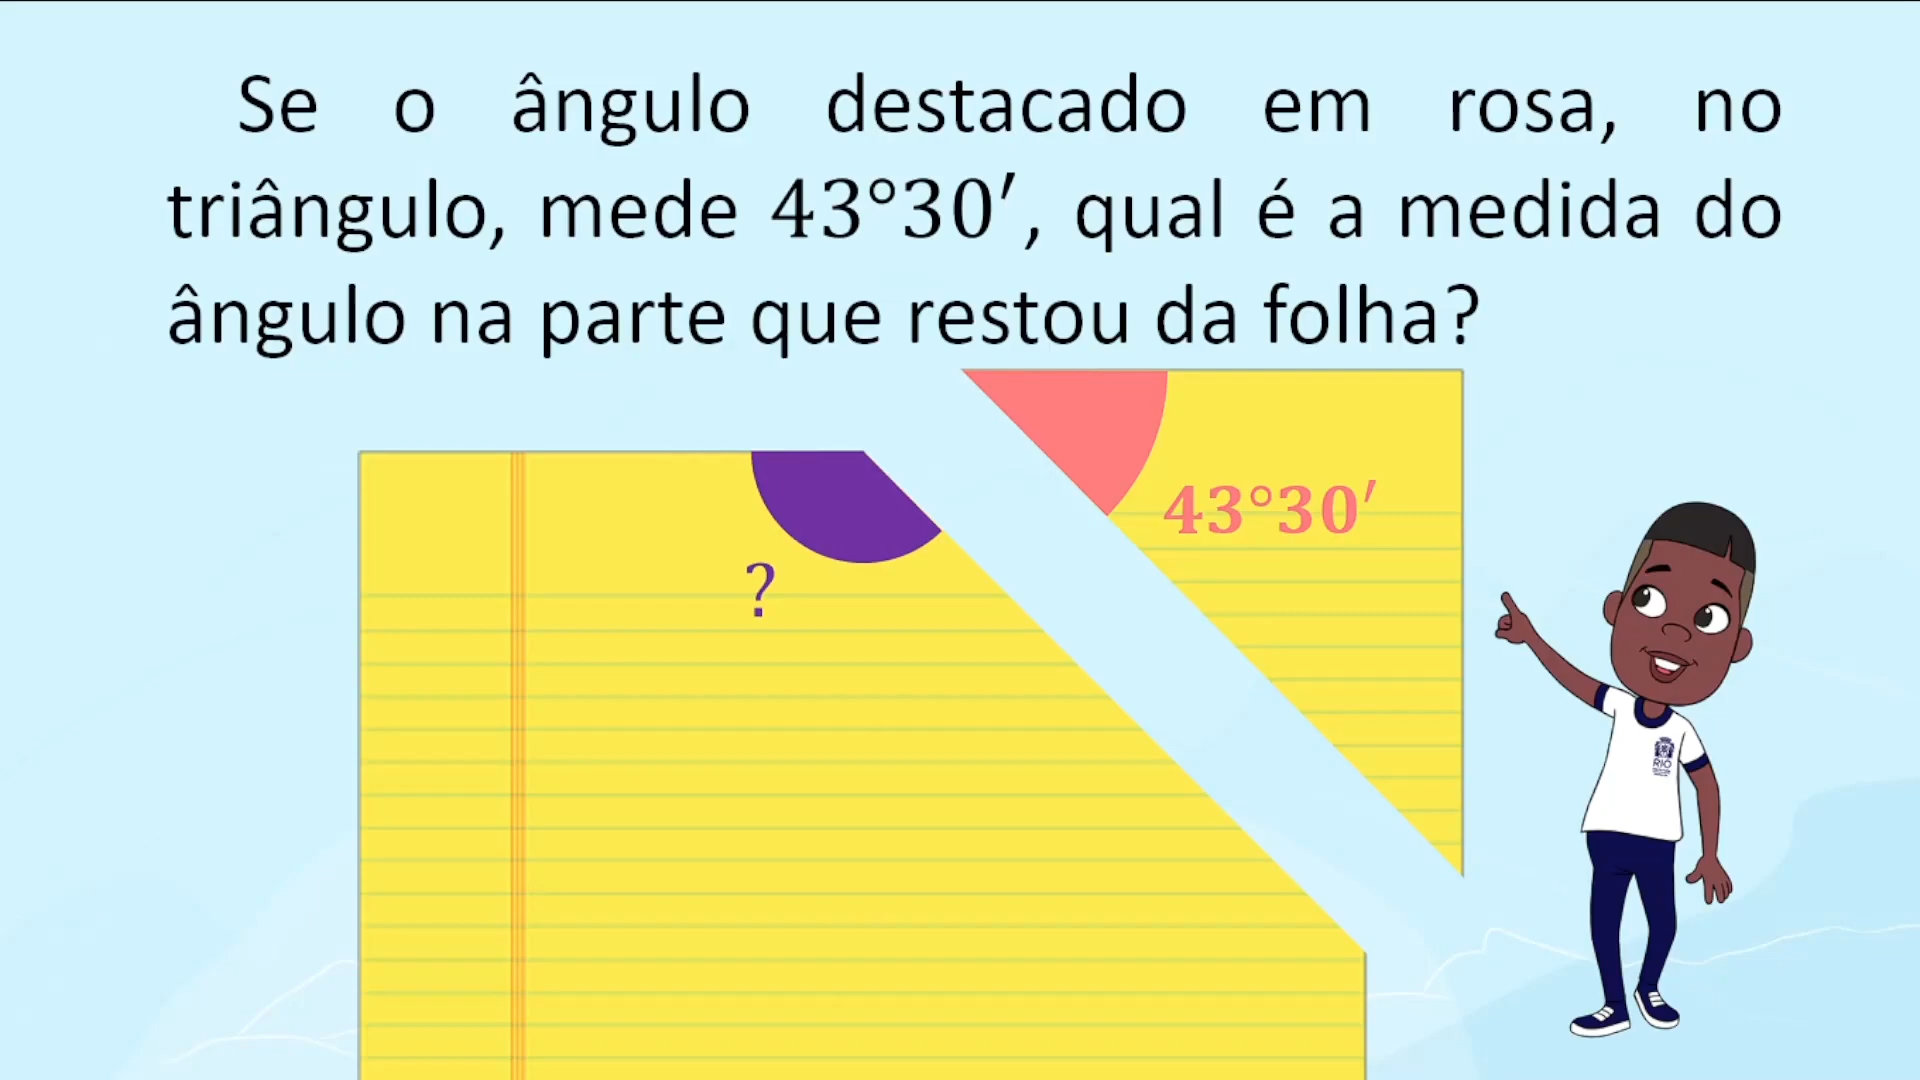 Se o ângulo destacado em rosa, no
triângulo, mede 43°30′, qual é a medida do
ângulo na parte que restou da folha?
43°30′
?
RIO